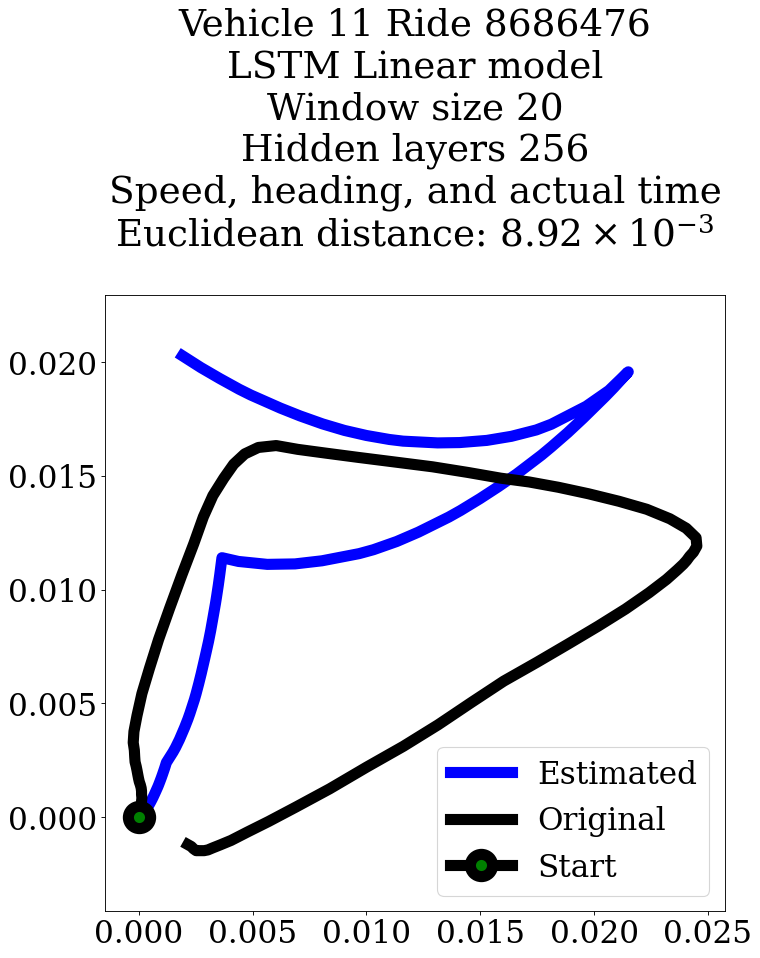 Vehicle 11 Ride 8686476
LSTM Linear model
Window size 20
Hidden layers 256
Speed, heading, and actual time
Euclidean distance: 8.92 × 10⁻³
0.020
0.015
0.010
0.005
0.000
Estimated
Original
Start
0.000 0.005 0.010 0.015 0.020 0.025